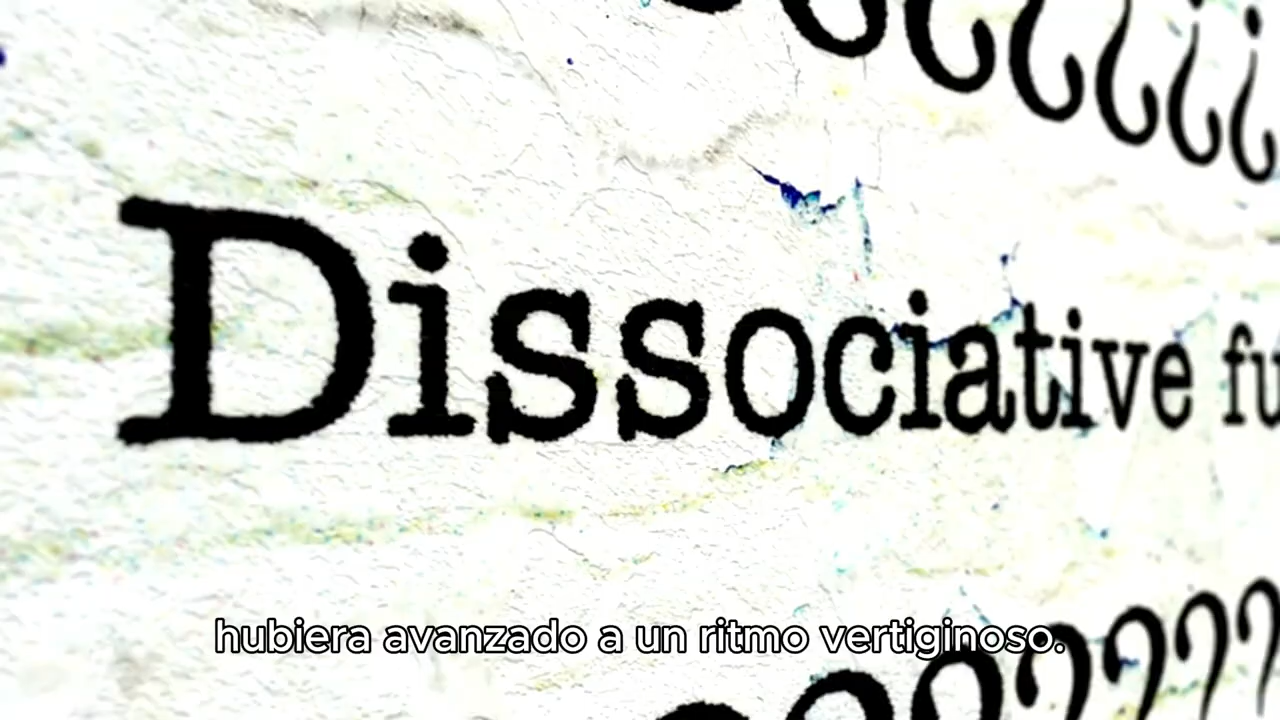 ¿¿¿¿¿¿¿
Dissociative fu
hubiera avanzado a un ritmo vertiginoso.
???????